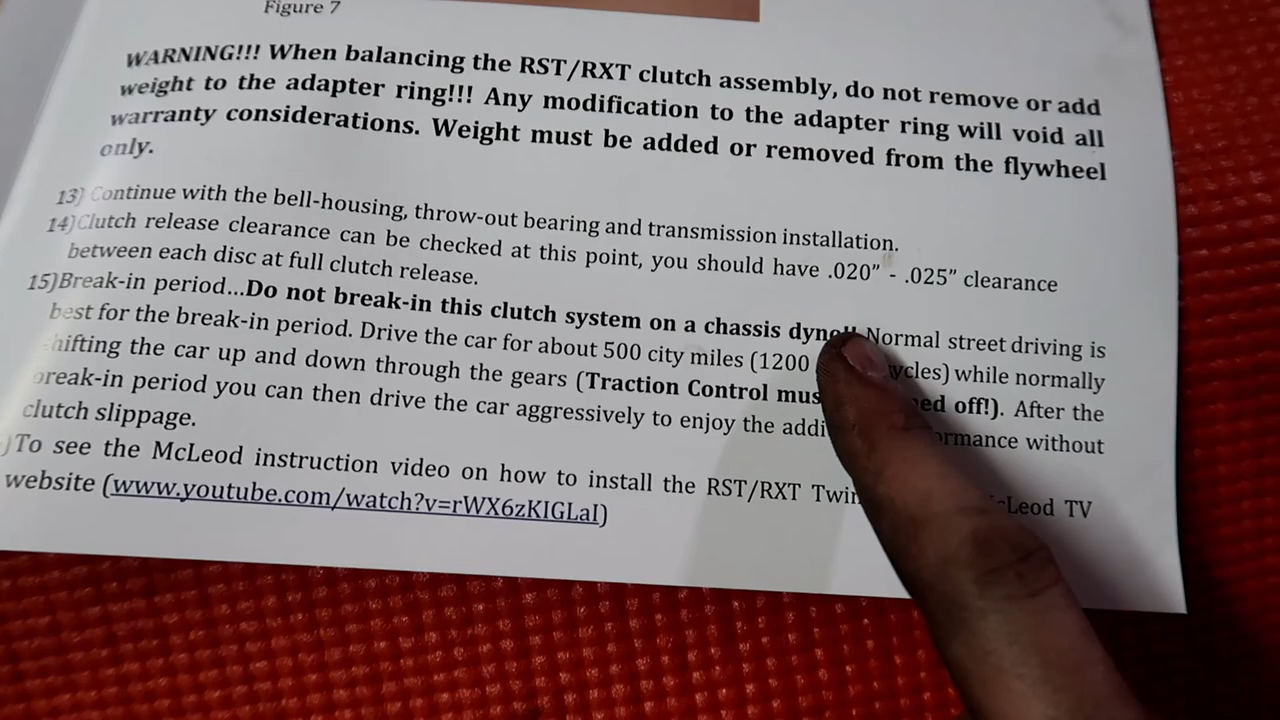 Figure 7
WARNING!!! When balancing the RST/RXT clutch assembly, do not remove or add
weight to the adapter ring!!! Any modification to the adapter ring will void all
warranty considerations. Weight must be added or removed from the flywheel
only.
13) Continue with the bell-housing, throw-out bearing and transmission installation.
14)Clutch release clearance can be checked at this point, you should have .020” - .025” clearance
between each disc at full clutch release.
15)Break-in period...Do not break-in this clutch system on a chassis dyno!! Normal street driving is
best for the break-in period. Drive the car for about 500 city miles (1200 ycles) while normally
hifting the car up and down through the gears (Traction Control mus ed off!). After the
reak-in period you can then drive the car aggressively to enjoy the addi ormance without
clutch slippage.
)To see the McLeod instruction video on how to install the RST/RXT Twin cLeod TV
website (www.youtube.com/watch?v=rWX6zKIGLaI)